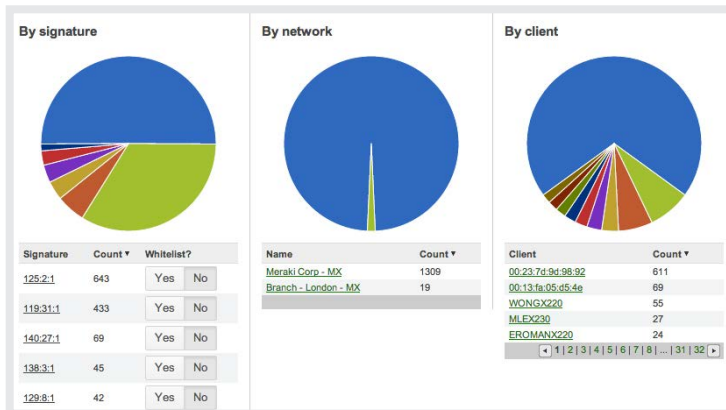 By signature
Signature Count ▼ Whitelist?
125:2:1 643 Yes No
119:31:1 433 Yes No
140:27:1 69 Yes No
138:3:1 45 Yes No
129:8:1 42 Yes No
By network
Name Count ▼
Meraki Corp - MX 1309
Branch - London - MX 19
By client
Client Count ▼
00:23:7d:9d:98:92 611
00:13:fa:05:d5:4e 69
WONGX220 55
MLEX230 27
EROMANX220 24
◄ 1 | 2 | 3 | 4 | 5 | 6 | 7 | 8 | ... | 31 | 32 ►